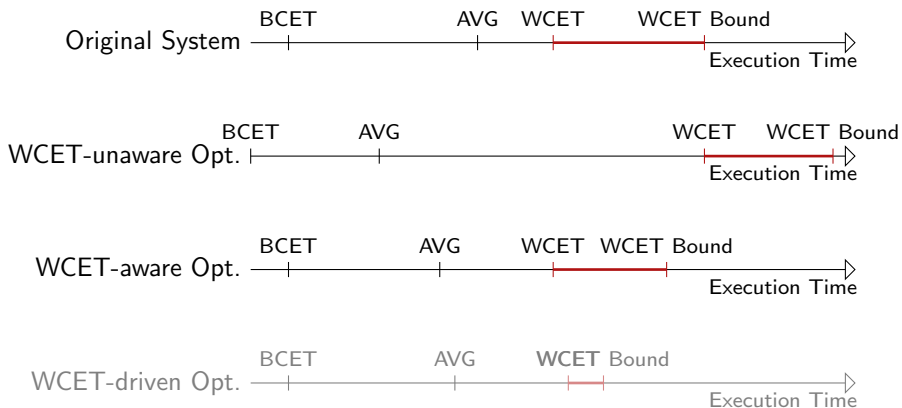 BCET AVG WCET WCET Bound
Original System
Execution Time
BCET AVG WCET WCET Bound
WCET-unaware Opt.
Execution Time
BCET AVG WCET WCET Bound
WCET-aware Opt.
Execution Time
BCET AVG WCET Bound
WCET-driven Opt.
Execution Time